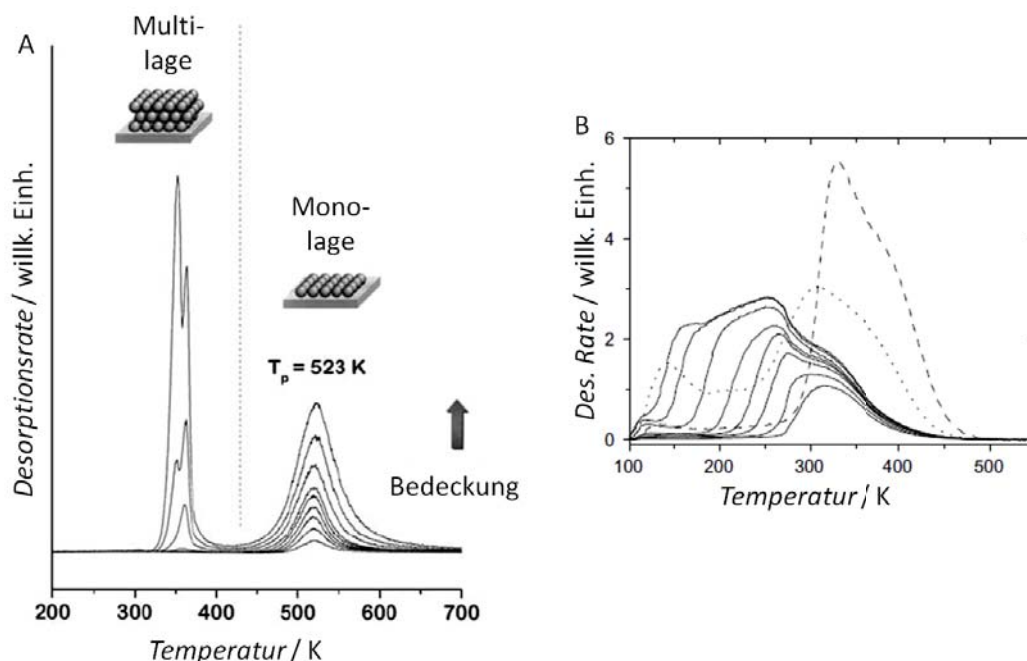 A
Multi-
lage
Mono-
lage
T_p = 523 K
Bedeckung
Desorptionsrate / willk. Einh.
200 300 400 500 600 700
Temperatur / K
B
6
4
2
0
Des. Rate / willk. Einh.
100 200 300 400 500
Temperatur / K